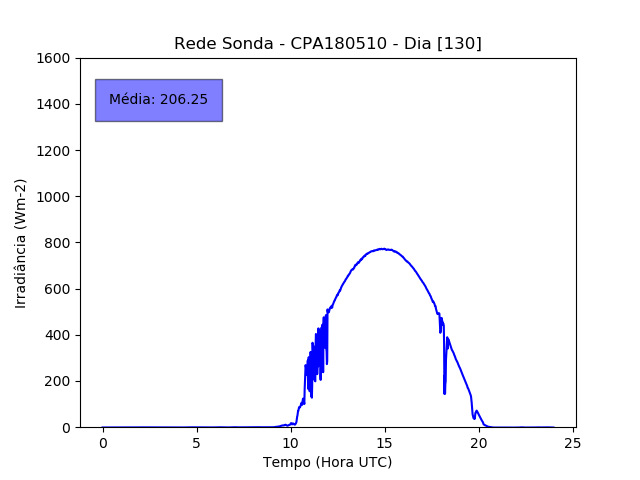 Rede Sonda - CPA180510 - Dia [130]
1600
1400
1200
1000
800
600
400
200
0
Irradiância (Wm-2)
Média: 206.25
0 5 10 15 20 25
Tempo (Hora UTC)